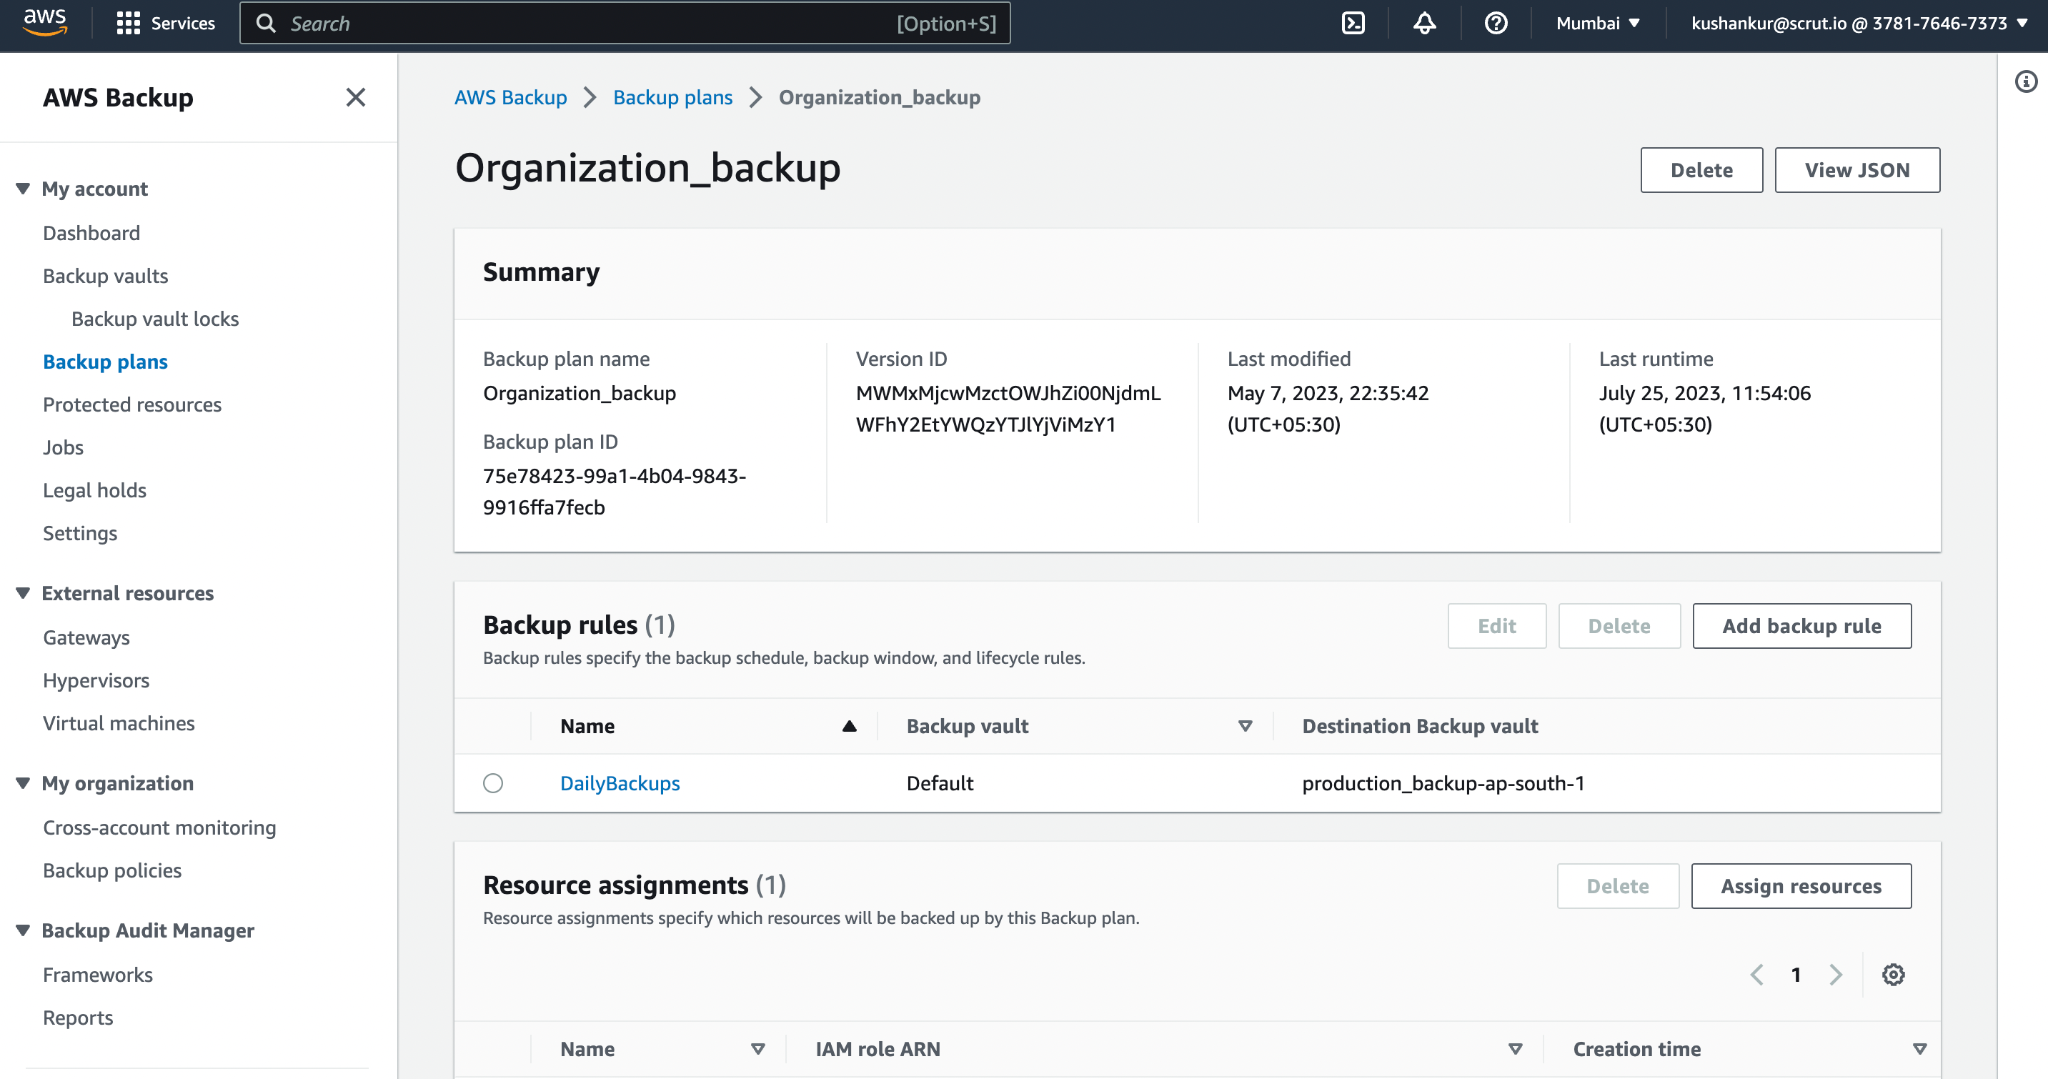 aws
Services
Search
[Option+S]
Mumbai
kushankur@scrut.io @ 3781-7646-7373
AWS Backup
My account
Dashboard
Backup vaults
Backup vault locks
Backup plans
Protected resources
Jobs
Legal holds
Settings
External resources
Gateways
Hypervisors
Virtual machines
My organization
Cross-account monitoring
Backup policies
Backup Audit Manager
Frameworks
Reports
AWS Backup
Backup plans
Organization_backup
Organization_backup
Delete
View JSON
Summary
Backup plan name
Organization_backup
Backup plan ID
75e78423-99a1-4b04-9843-
9916ffa7fecb
Version ID
MWMxMjcwMzctOWJhZi00NjdmL
WFhY2EtYWQzYTJlYjViMzY1
Last modified
May 7, 2023, 22:35:42
(UTC+05:30)
Last runtime
July 25, 2023, 11:54:06
(UTC+05:30)
Backup rules (1)
Backup rules specify the backup schedule, backup window, and lifecycle rules.
Edit
Delete
Add backup rule
Name
Backup vault
Destination Backup vault
DailyBackups
Default
production_backup-ap-south-1
Resource assignments (1)
Resource assignments specify which resources will be backed up by this Backup plan.
Delete
Assign resources
1
Name
IAM role ARN
Creation time